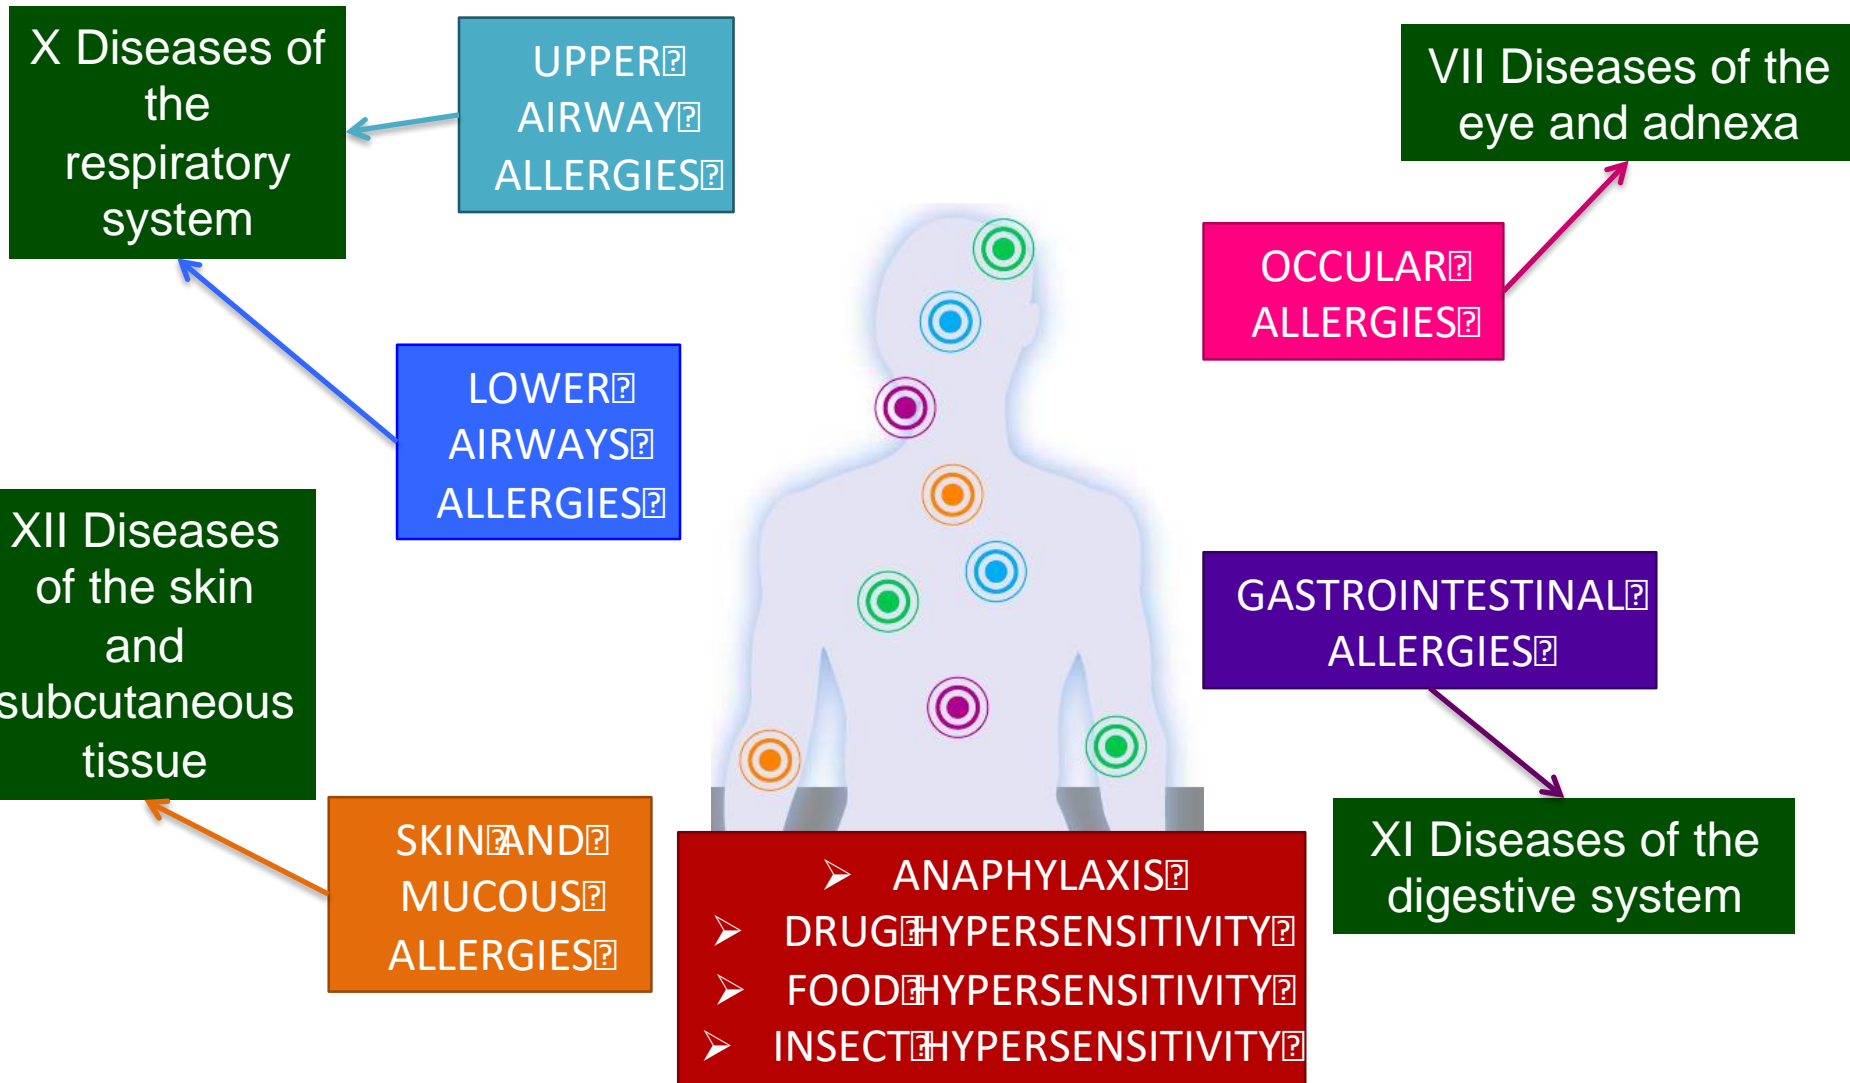 X Diseases of
the
respiratory
system
UPPER
AIRWAY
ALLERGIES
VII Diseases of the
eye and adnexa
OCCULAR
ALLERGIES
LOWER
AIRWAYS
ALLERGIES
XII Diseases
of the skin
and
subcutaneous
tissue
GASTROINTESTINAL
ALLERGIES
SKIN AND
MUCOUS
ALLERGIES
➢ ANAPHYLAXIS
➢ DRUG HYPERSENSITIVITY
➢ FOOD HYPERSENSITIVITY
➢ INSECT HYPERSENSITIVITY
XI Diseases of the
digestive system